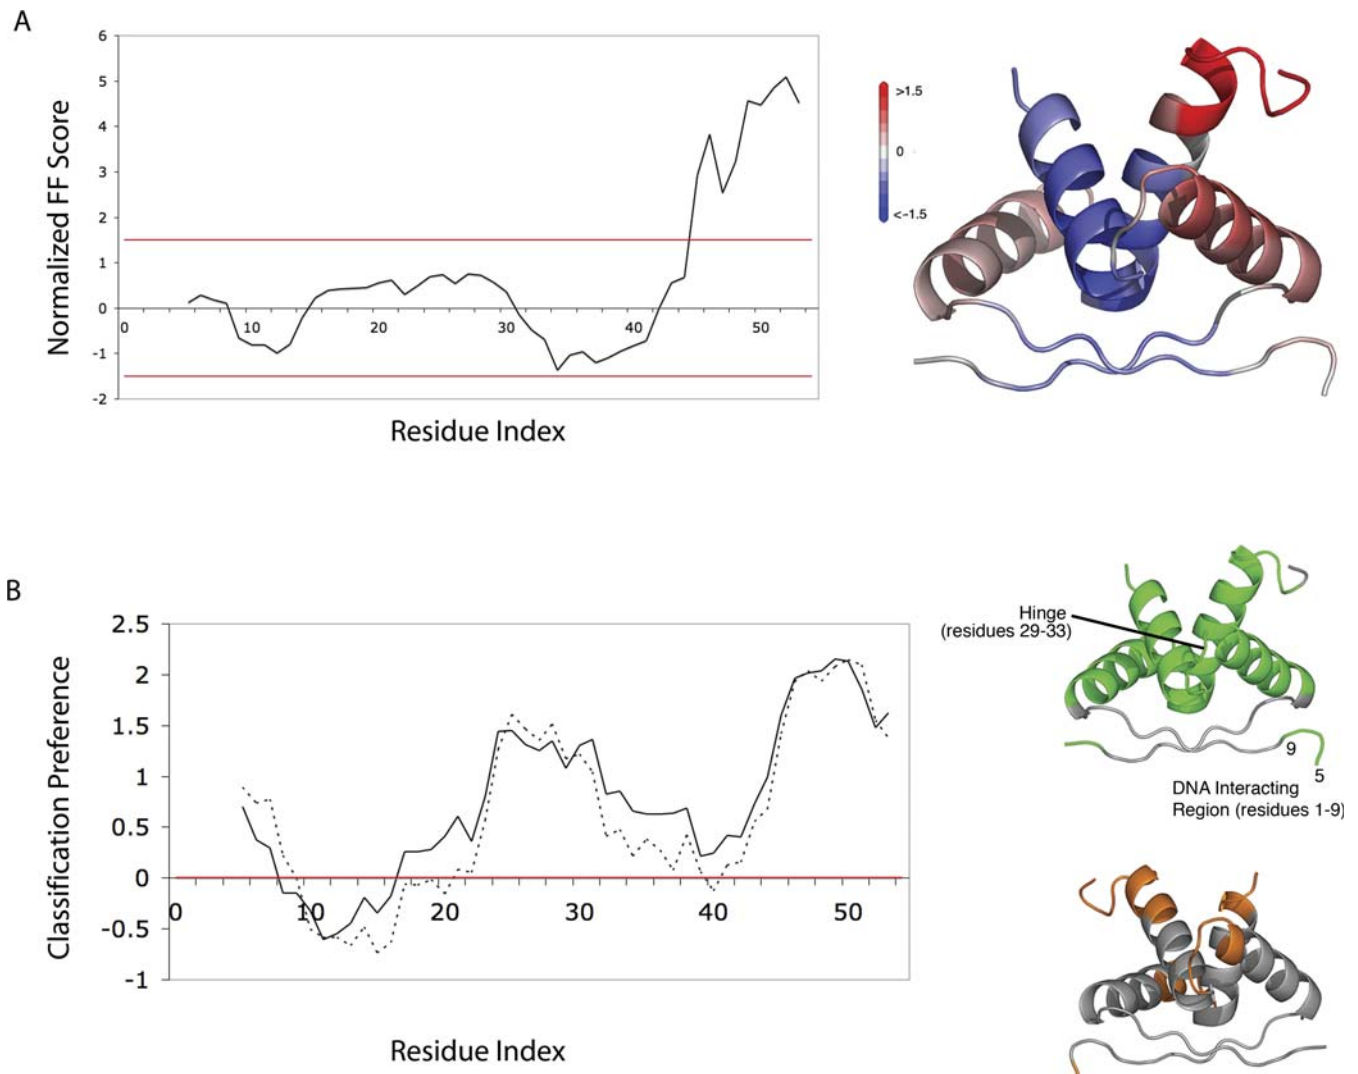 A
Normalized FF Score
6
5
4
3
2
1
0
-1
-2
0 10 20 30 40 50
Residue Index
>1.5
0
<-1.5
B
Classification Preference
2.5
2
1.5
1
0.5
0
-0.5
-1
0 10 20 30 40 50
Residue Index
Hinge
(residues 29-33)
9
5
DNA Interacting
Region (residues 1-9)